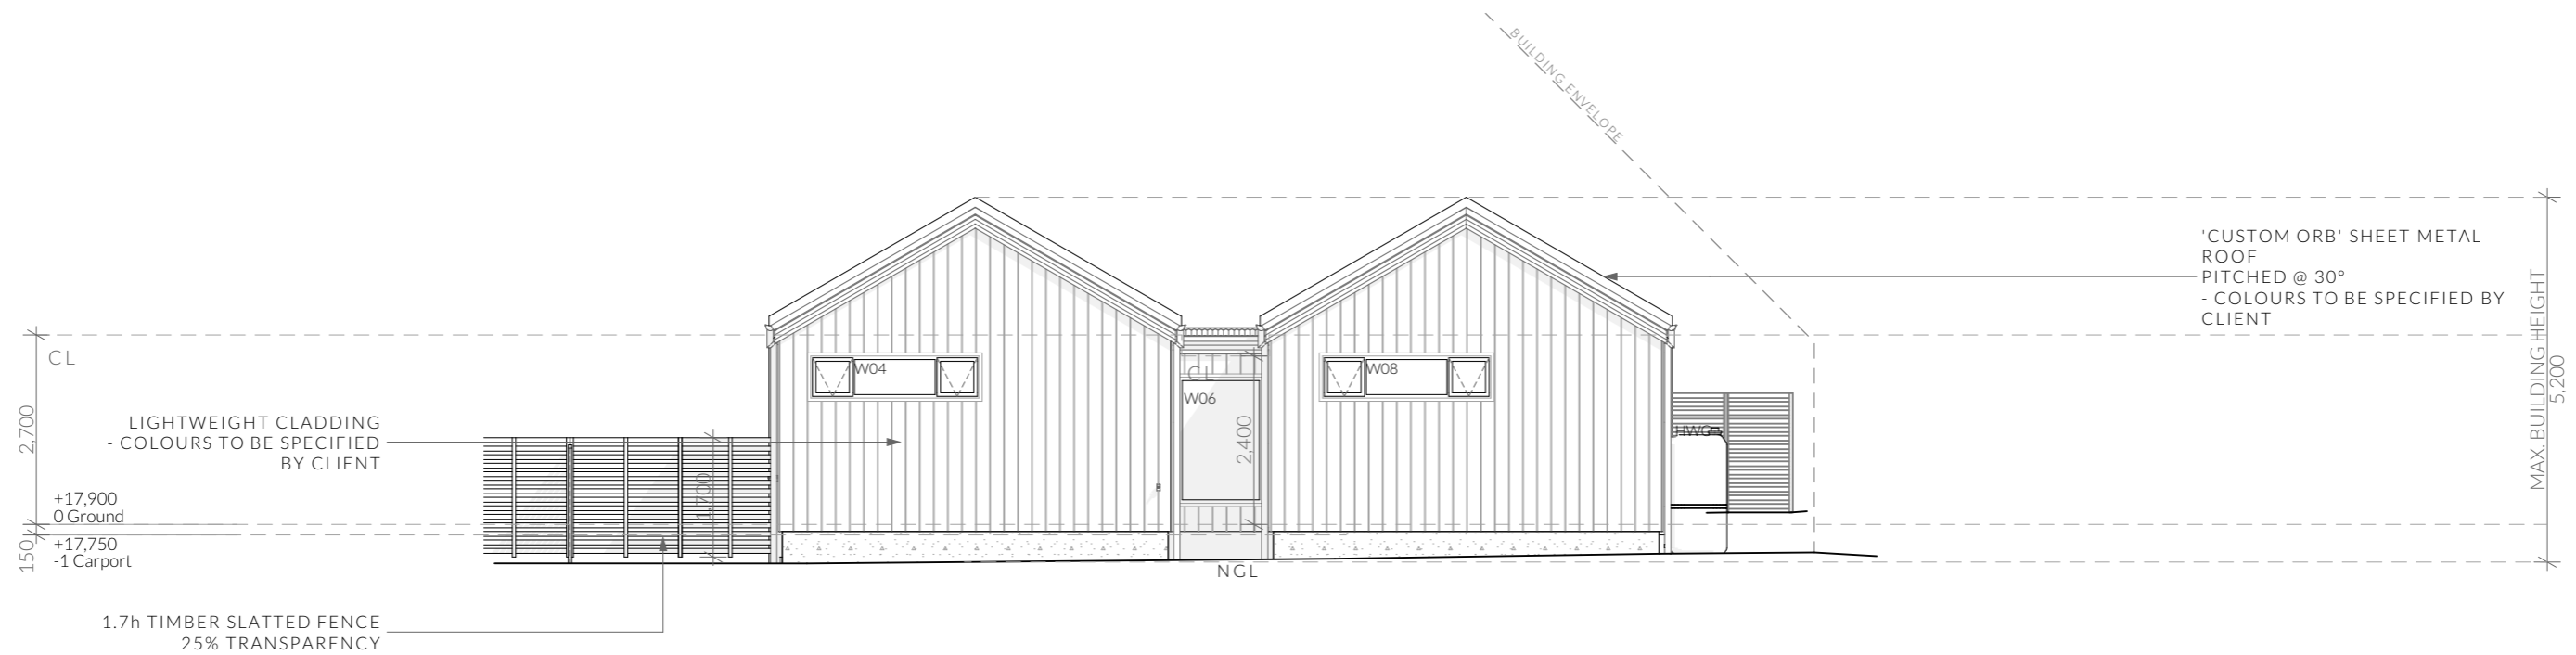 BUILDING ENVELOPE
'CUSTOM ORB' SHEET METAL
ROOF
PITCHED @ 30°
- COLOURS TO BE SPECIFIED BY
CLIENT
MAX. BUILDING HEIGHT
5,200
CL
2,700
LIGHTWEIGHT CLADDING
- COLOURS TO BE SPECIFIED
BY CLIENT
W04
CL
W06
2,400
W08
HWC
1,700
+17,900
0 Ground
+17,750
-1 Carport
150
NGL
1.7h TIMBER SLATTED FENCE
25% TRANSPARENCY